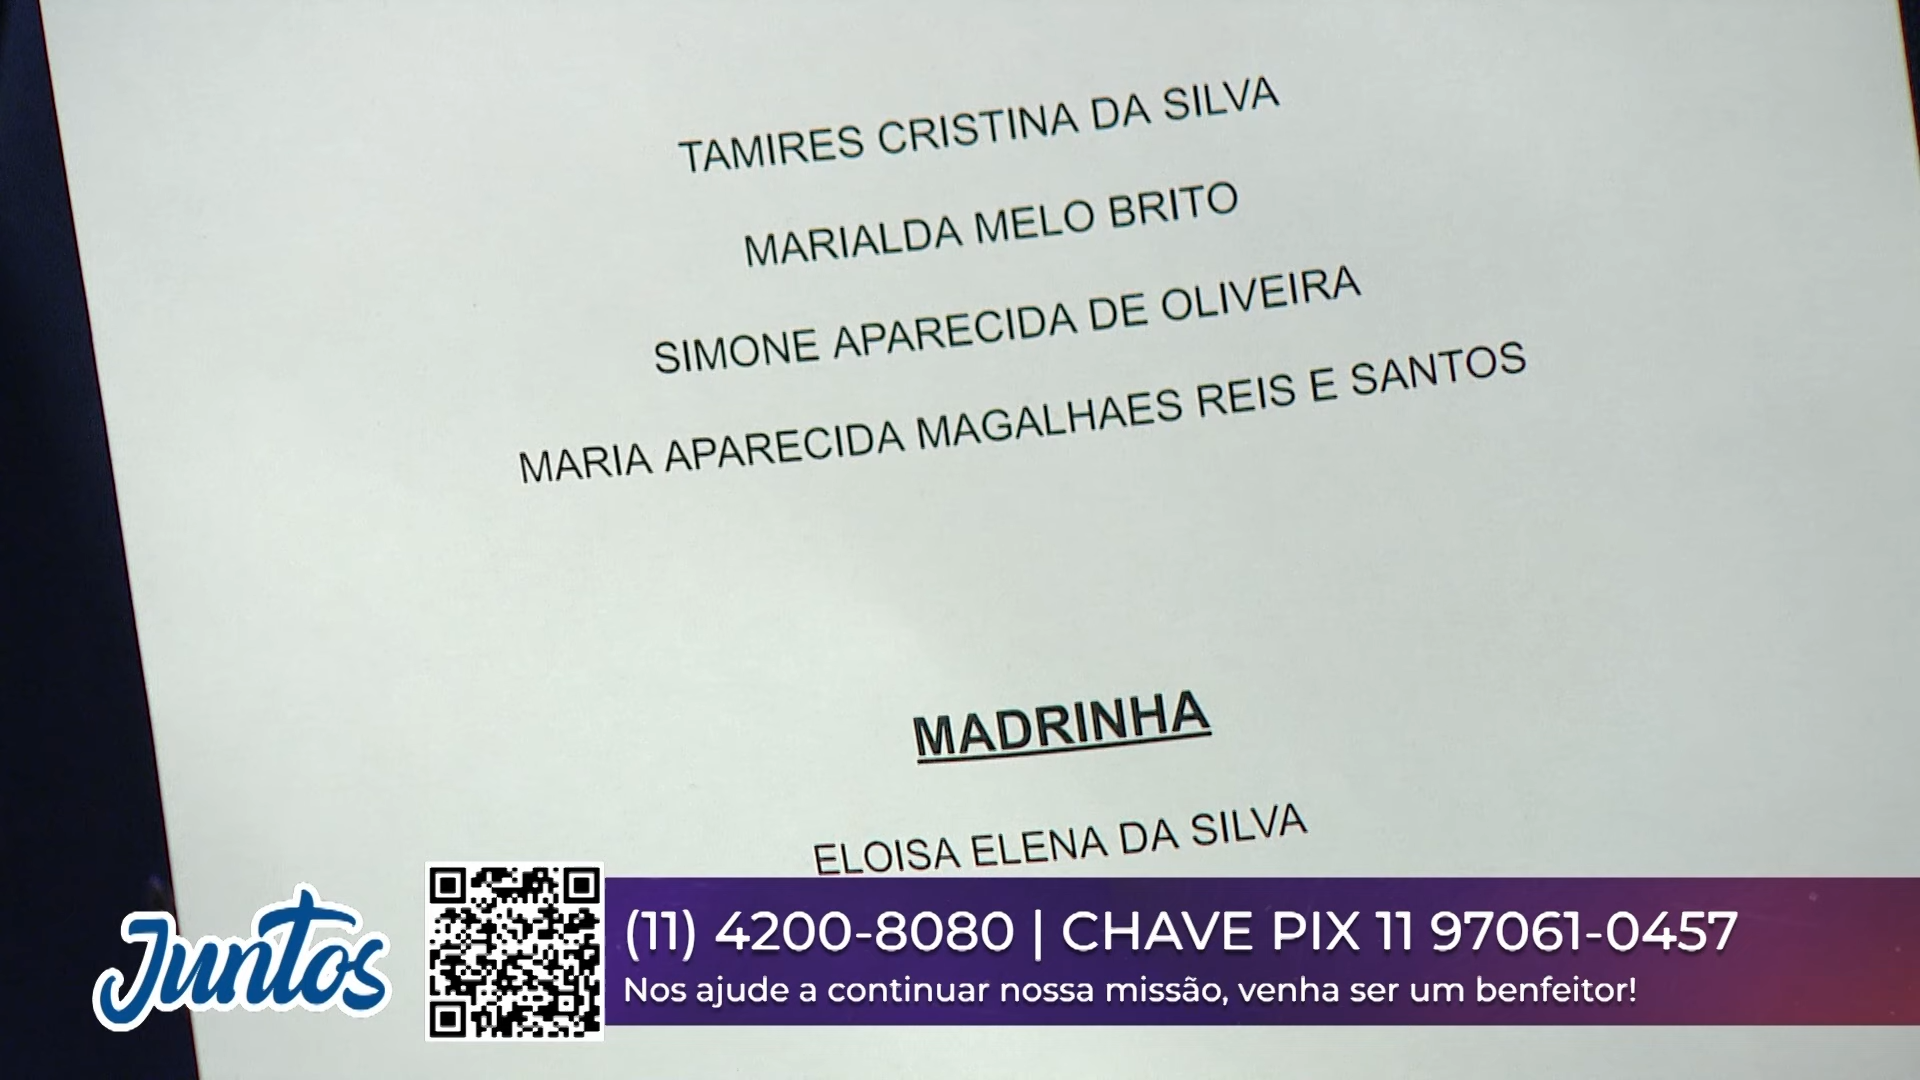 TAMIRES CRISTINA DA SILVA
MARIALDA MELO BRITO
SIMONE APARECIDA DE OLIVEIRA
MARIA APARECIDA MAGALHAES REIS E SANTOS
MADRINHA
ELOISA ELENA DA SILVA
Juntos
(11) 4200-8080 | CHAVE PIX 11 97061-0457
Nos ajude a continuar nossa missão, venha ser um benfeitor!